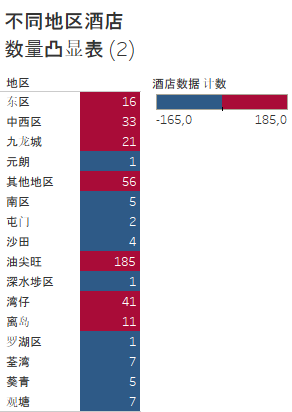 不同地区酒店
数量凸显表 (2)
地区
东区 16
中西区 33
九龙城 21
元朗 1
其他地区 56
南区 5
屯门 2
沙田 4
油尖旺 185
深水埗区 1
湾仔 41
离岛 11
罗湖区 1
荃湾 7
葵青 5
观塘 7
酒店数据 计数
-165,0 185,0